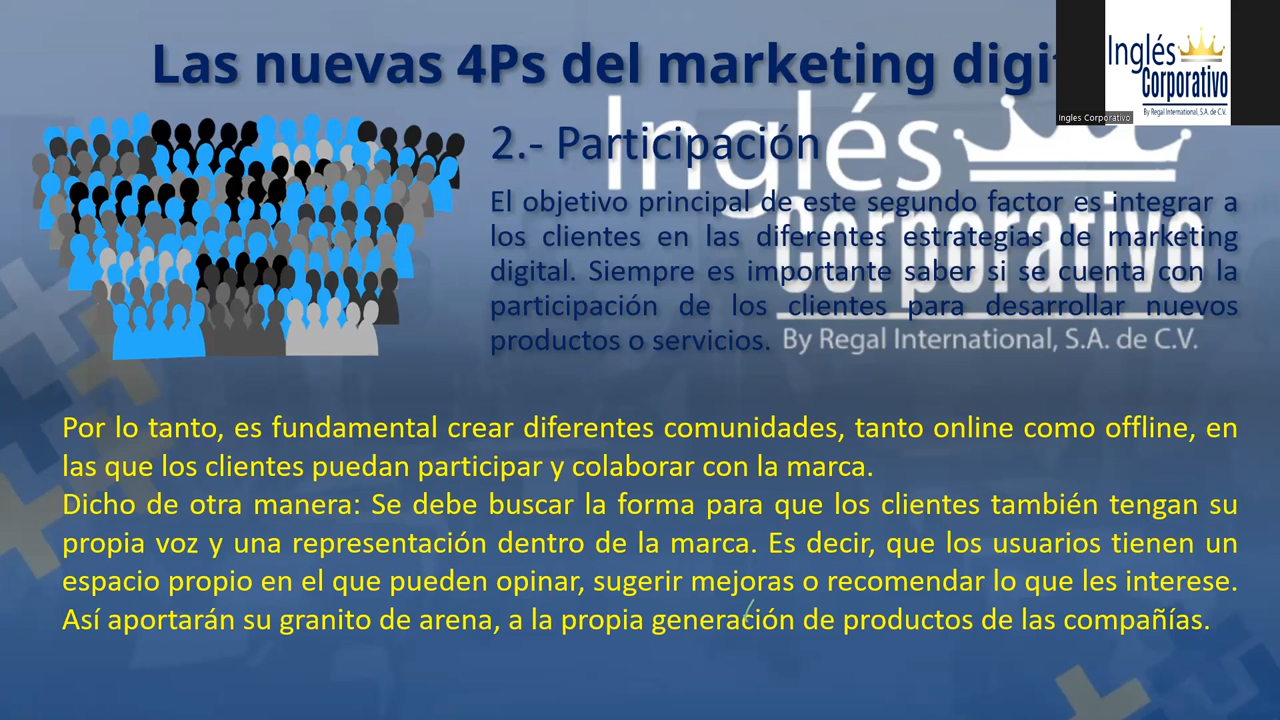 Las nuevas 4Ps del marketing digi
Inglés
Corporativo
By Regal International, S.A. de C.V.
Ingles Corporativo
2.- Participación
El objetivo principal de este segundo factor es integrar a
los clientes en las diferentes estrategias de marketing
digital. Siempre es importante saber si se cuenta con la
participación de los clientes para desarrollar nuevos
productos o servicios.
Inglés
Corporativo
By Regal International, S.A. de C.V.
Por lo tanto, es fundamental crear diferentes comunidades, tanto online como offline, en
las que los clientes puedan participar y colaborar con la marca.
Dicho de otra manera: Se debe buscar la forma para que los clientes también tengan su
propia voz y una representación dentro de la marca. Es decir, que los usuarios tienen un
espacio propio en el que pueden opinar, sugerir mejoras o recomendar lo que les interese.
Así aportarán su granito de arena, a la propia generación de productos de las compañías.